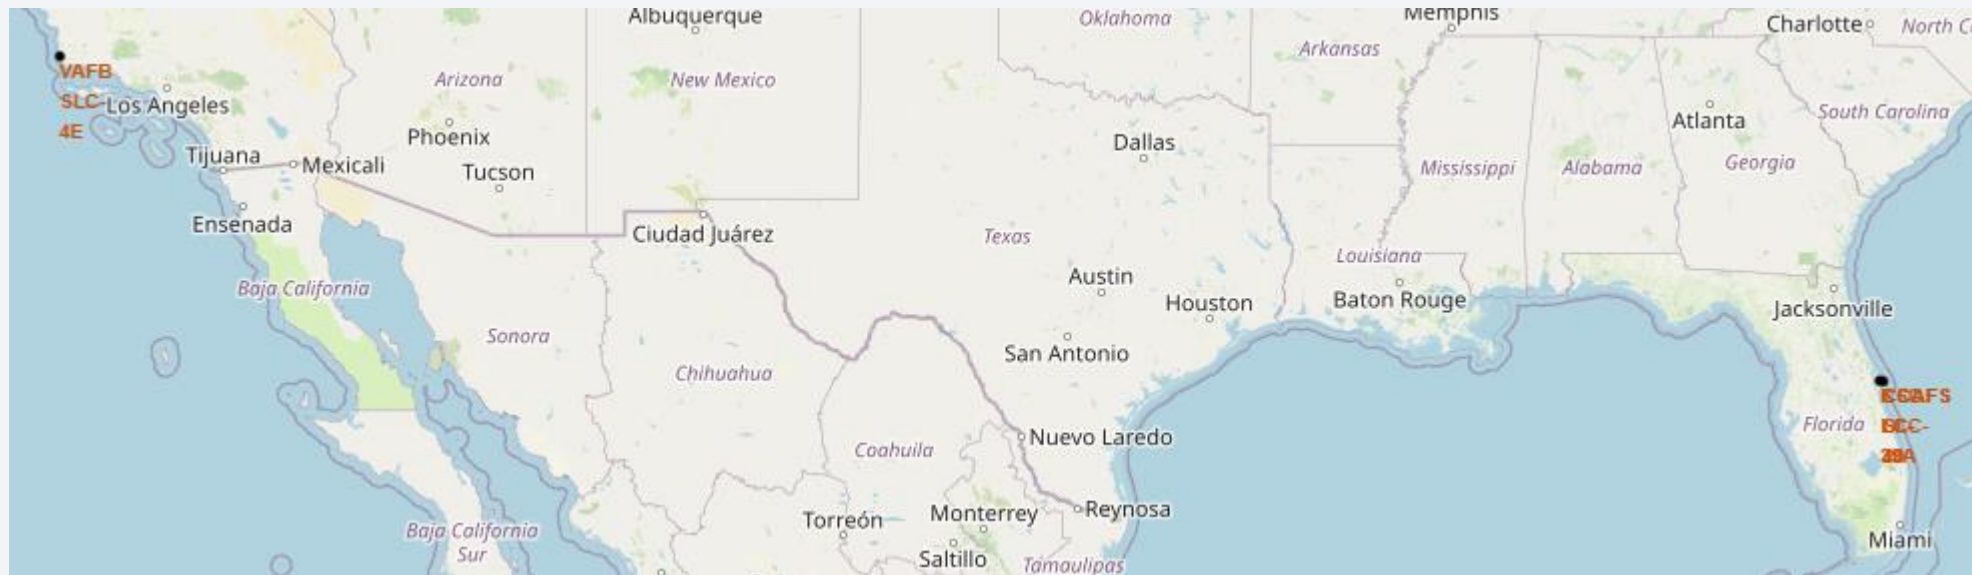 Albuquerque
Oklahoma
Memphis
Charlotte
North C
VAFB
SLC-
4E
Los Angeles
Arizona
New Mexico
Arkansas
Phoenix
Dallas
Atlanta
South Carolina
Tijuana
Mexicali
Tucson
Mississippi
Alabama
Georgia
Ensenada
Ciudad Juárez
Texas
Louisiana
Baja California
Austin
Houston
Baton Rouge
Jacksonville
Sonora
San Antonio
Chihuahua
Florida
Coahuila
Nuevo Laredo
Baja California
Sur
Torreón
Monterrey
Reynosa
Saltillo
Tamaulipas
Miami